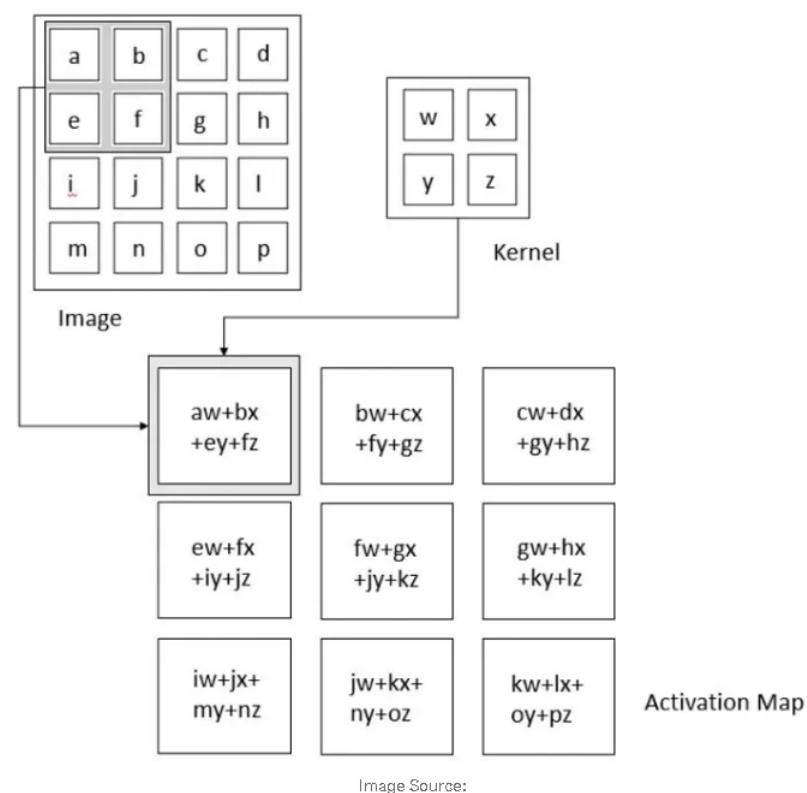 a b c d
e f g h
i j k l
m n o p
Image
w x
y z
Kernel
aw+bx
+ey+fz
bw+cx
+fy+gz
cw+dx
+gy+hz
ew+fx
+iy+jz
fw+gx
+jy+kz
gw+hx
+ky+lz
iw+jx+
my+nz
jw+kx+
ny+oz
kw+lx+
oy+pz
Activation Map
Image Source: